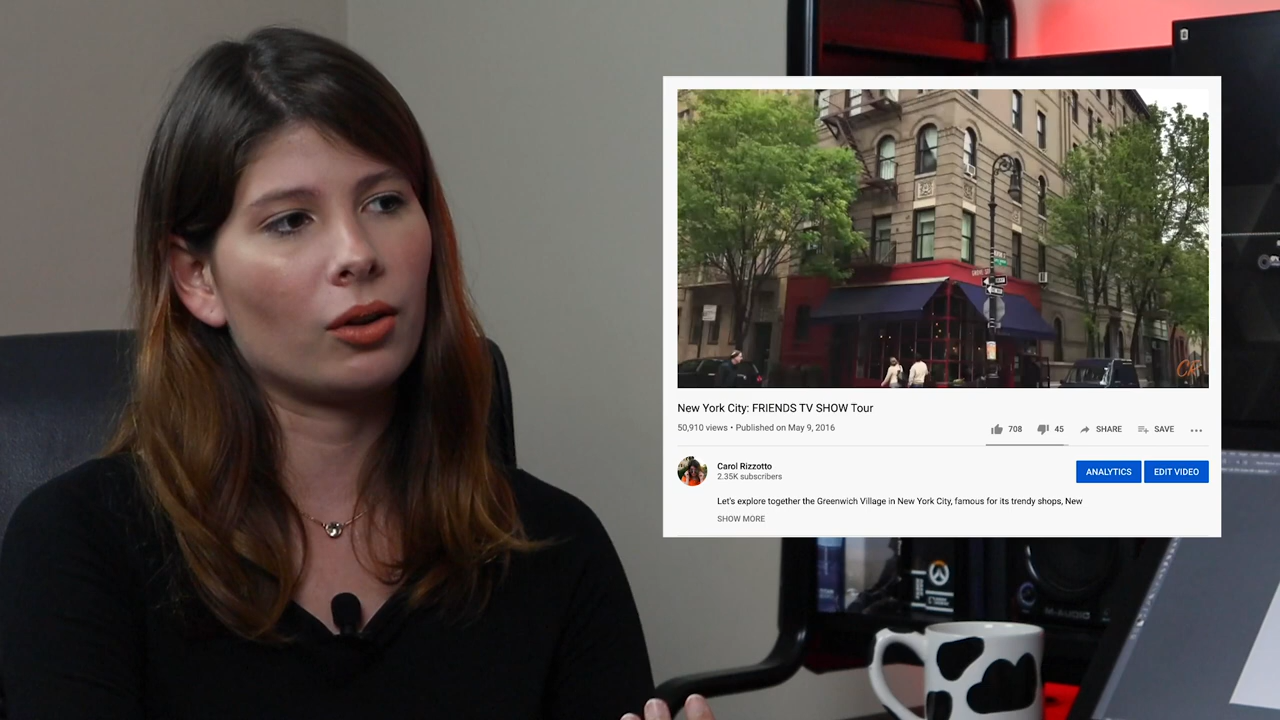 New York City: FRIENDS TV SHOW Tour
50,910 views • Published on May 9, 2016
708 45 SHARE SAVE
Carol Rizzotto
2.35K subscribers
ANALYTICS EDIT VIDEO
Let's explore together the Greenwich Village in New York City, famous for its trendy shops, New
SHOW MORE
M-AUDIO